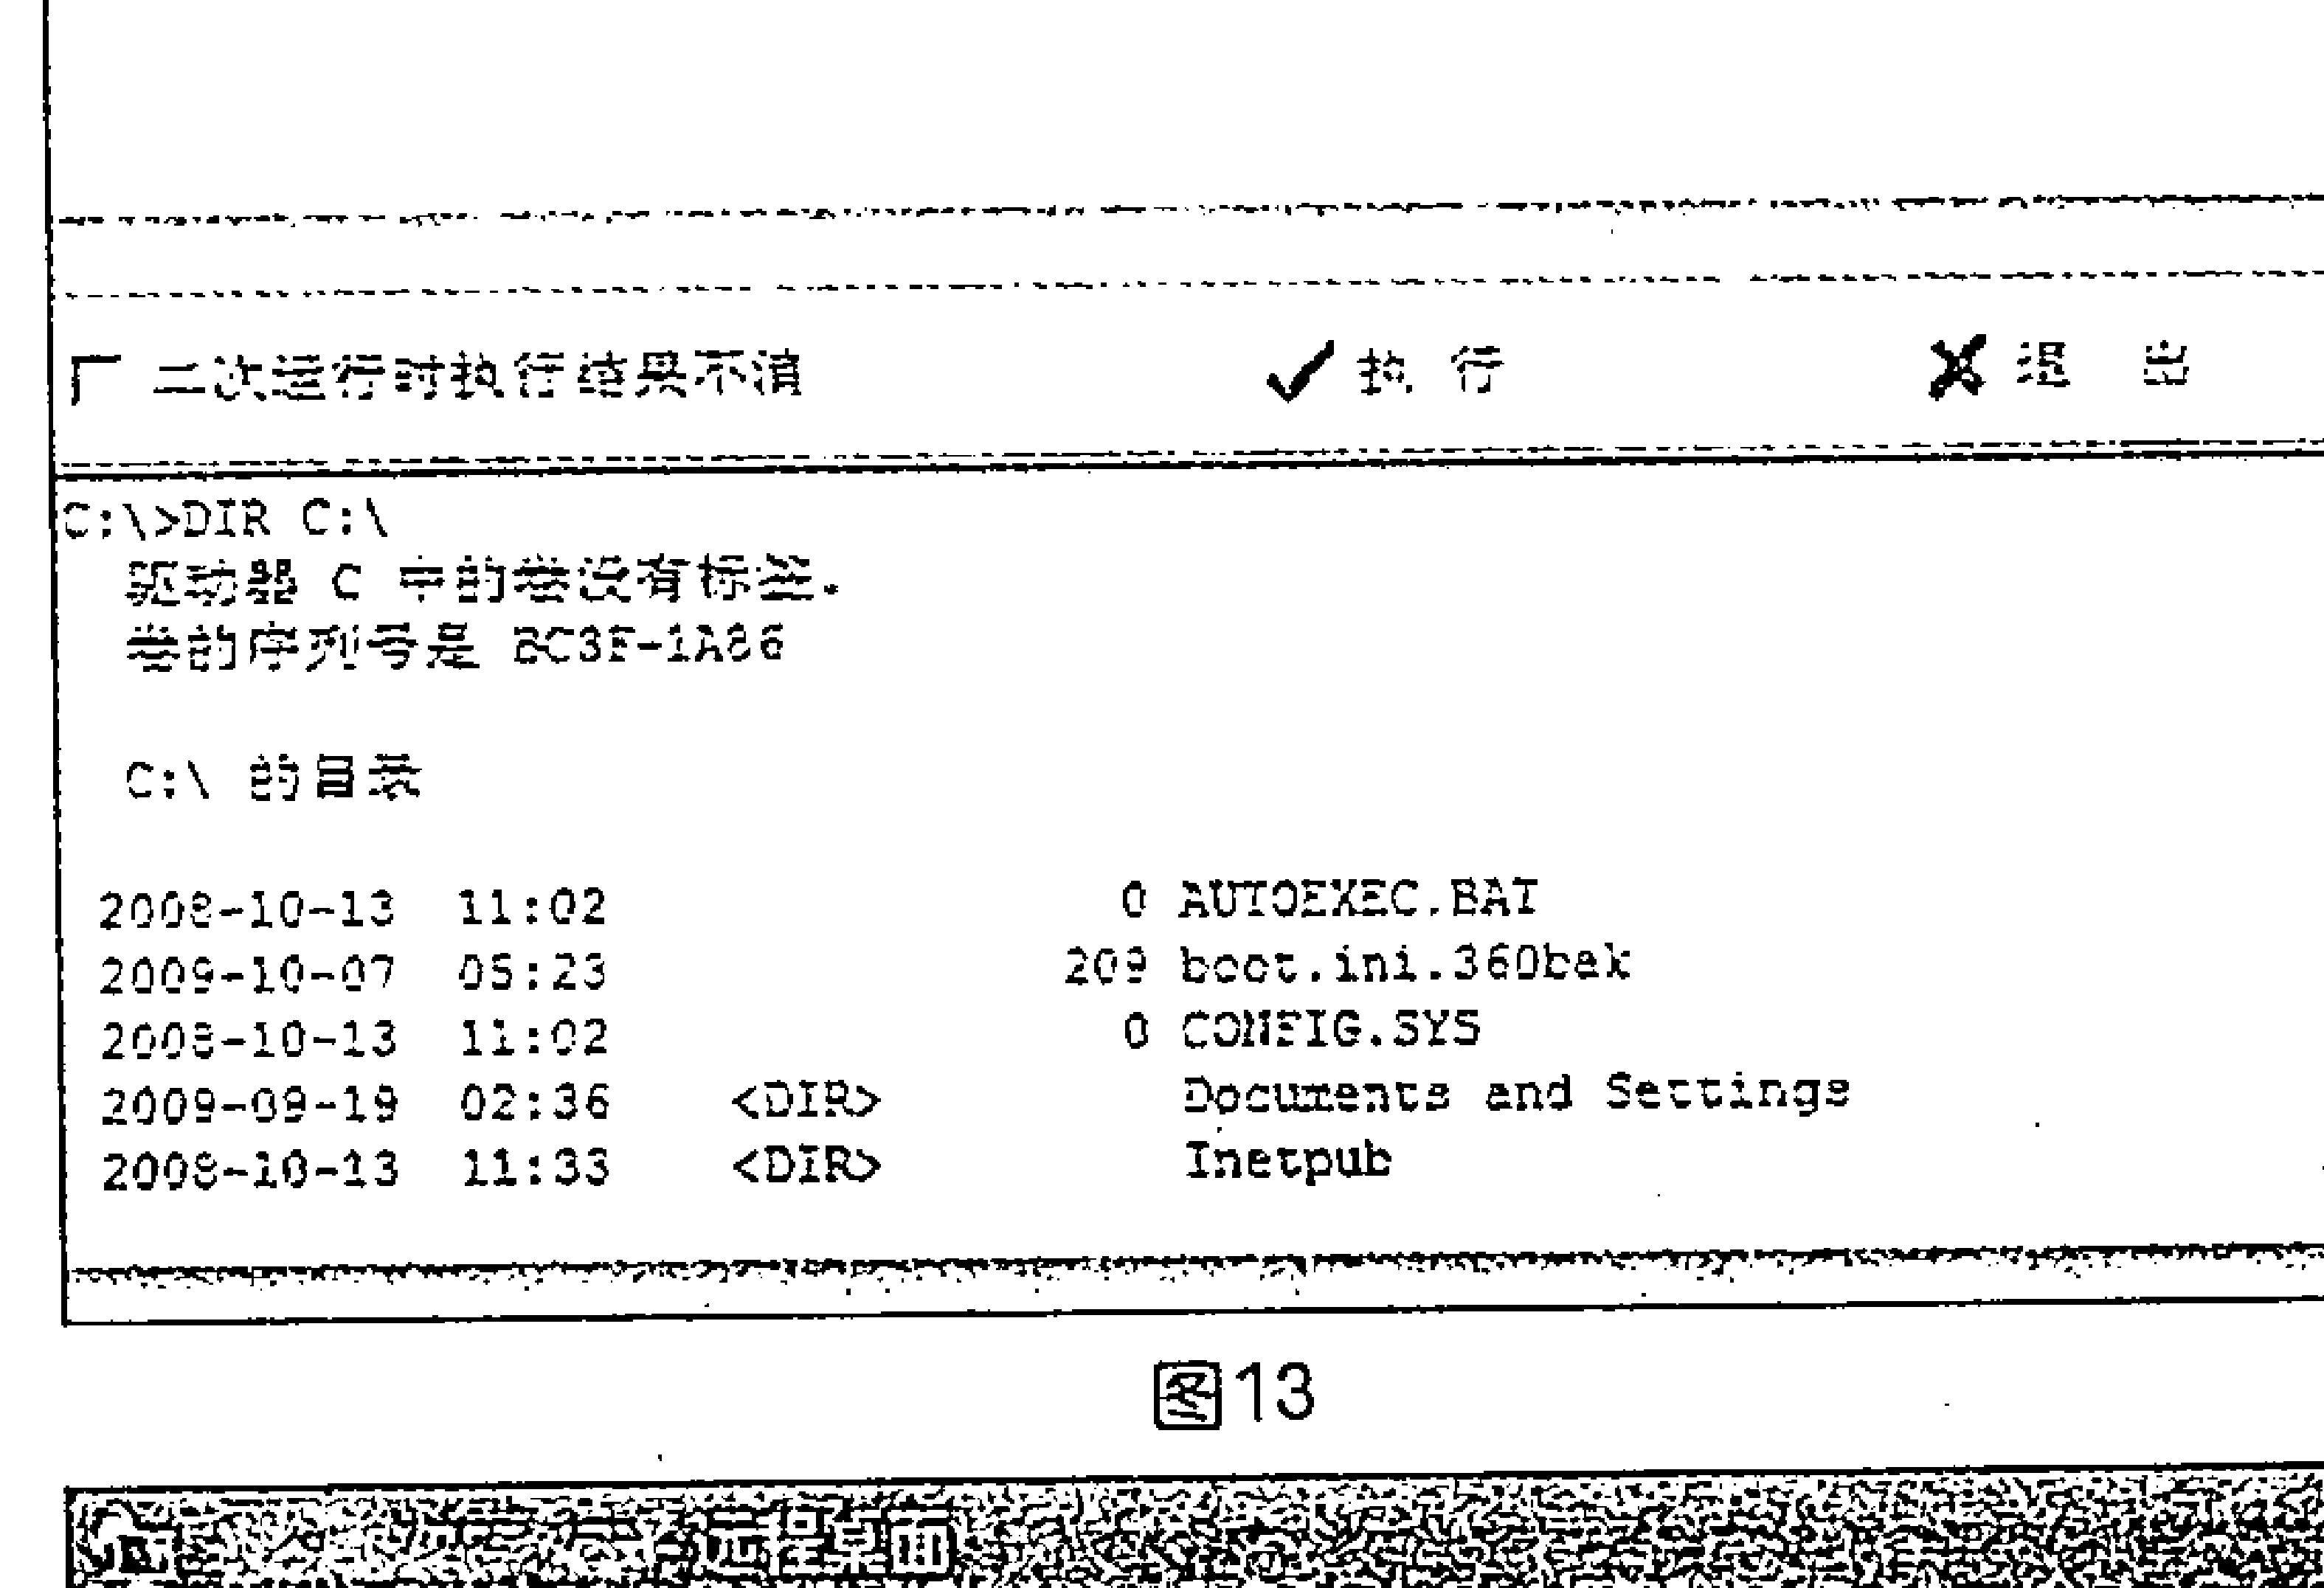 二次运行时执行结果不清
执 行
退 出
C:\>DIR C:\
驱动器 C 中的卷没有标签.
卷的序列号是 BC3F-1A86
C:\ 的目录
2008-10-13 11:02 0 AUTOEXEC.BAT
2009-10-07 05:23 209 boot.ini.360bak
2008-10-13 11:02 0 CONFIG.SYS
2009-09-19 02:36 <DIR> Documents and Settings
2008-10-13 11:33 <DIR> Inetpub
图13
远程桌面